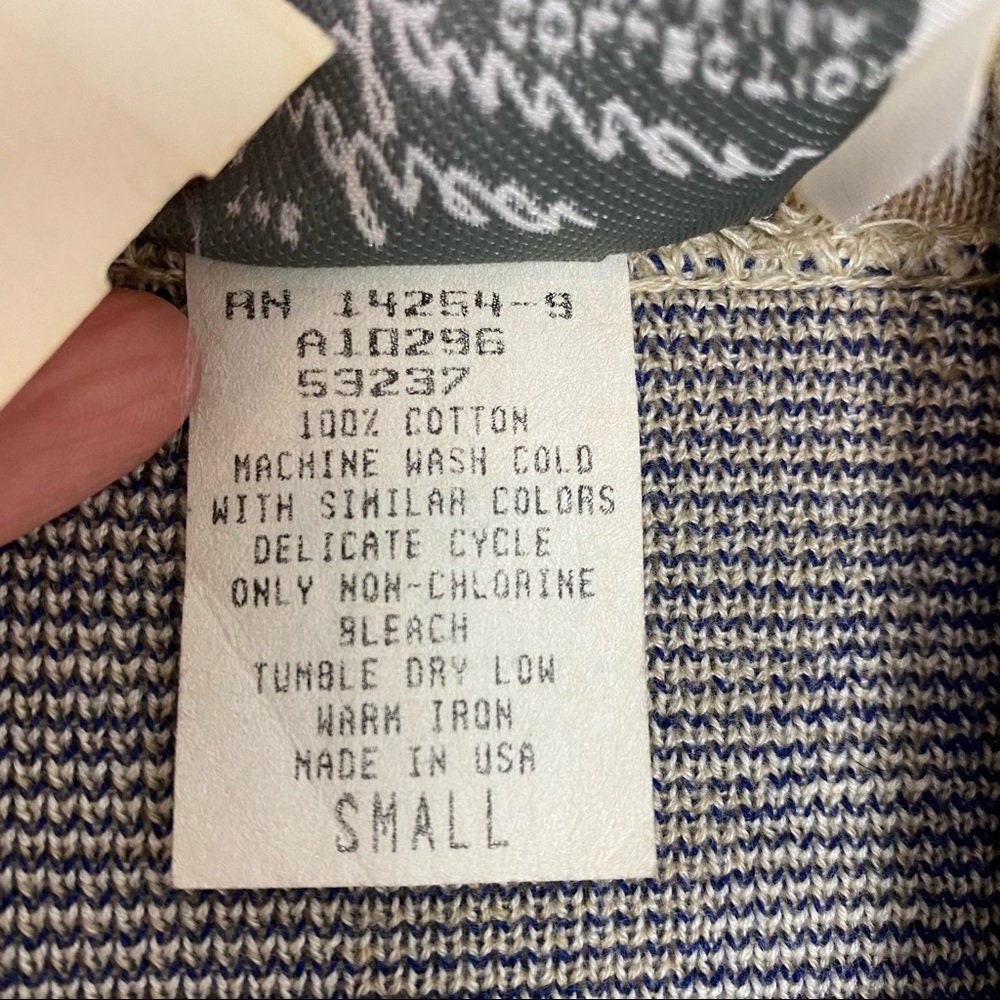 RN 14254-9
A10296
53237
100% COTTON
MACHINE WASH COLD
WITH SIMILAR COLORS
DELICATE CYCLE
ONLY NON-CHLORINE
BLEACH
TUMBLE DRY LOW
WARM IRON
MADE IN USA
SMALL